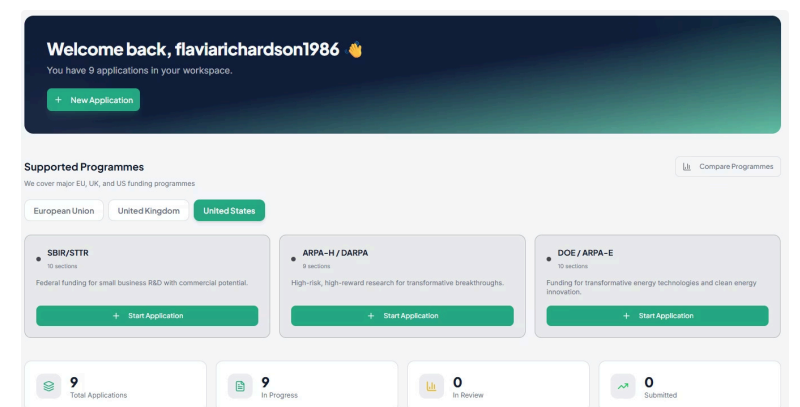 Welcome back, flaviarichardson1986 👋
You have 9 applications in your workspace.
+ New Application
Supported Programmes
Compare Programmes
We cover major EU, UK, and US funding programmes
European Union
United Kingdom
United States
SBIR/STTR
10 sections
Federal funding for small business R&D with commercial potential.
+ Start Application
ARPA-H / DARPA
9 sections
High-risk, high-reward research for transformative breakthroughs.
+ Start Application
DOE / ARPA-E
10 sections
Funding for transformative energy technologies and clean energy
innovation.
+ Start Application
9
Total Applications
9
In Progress
0
In Review
0
Submitted